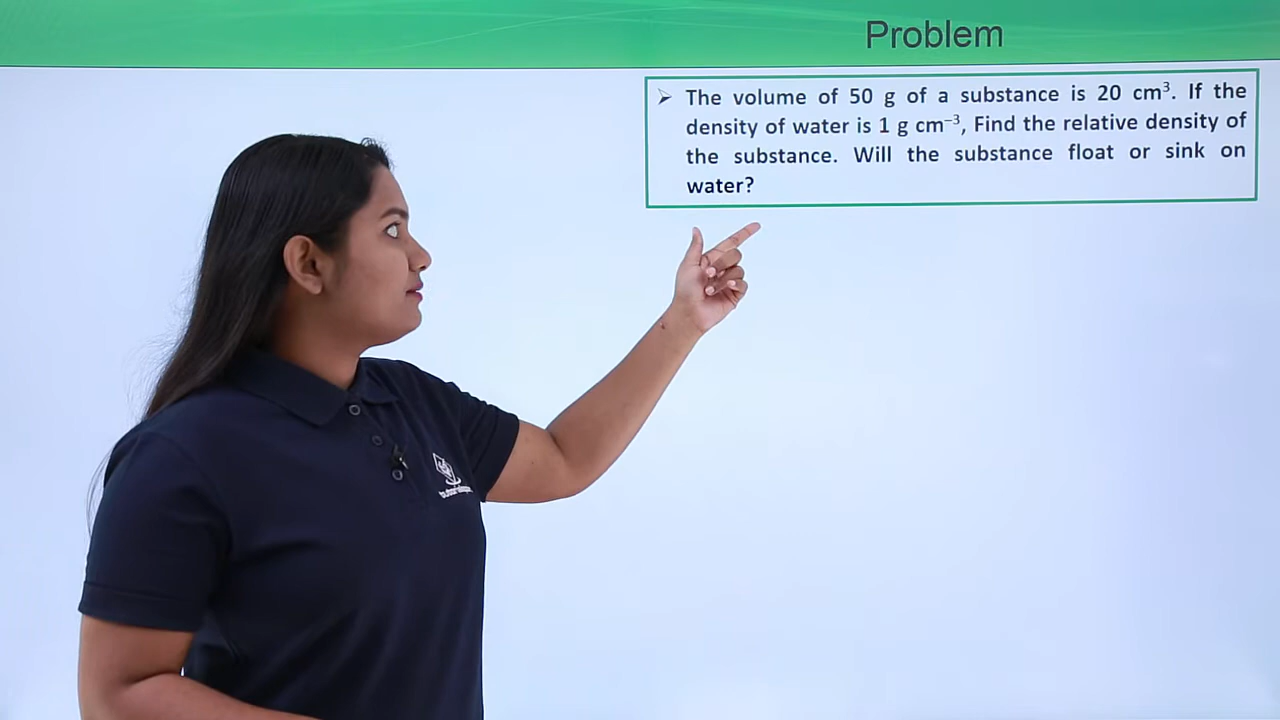 Problem
➢ The volume of 50 g of a substance is 20 cm³. If the
density of water is 1 g cm⁻³, Find the relative density of
the substance. Will the substance float or sink on
water?